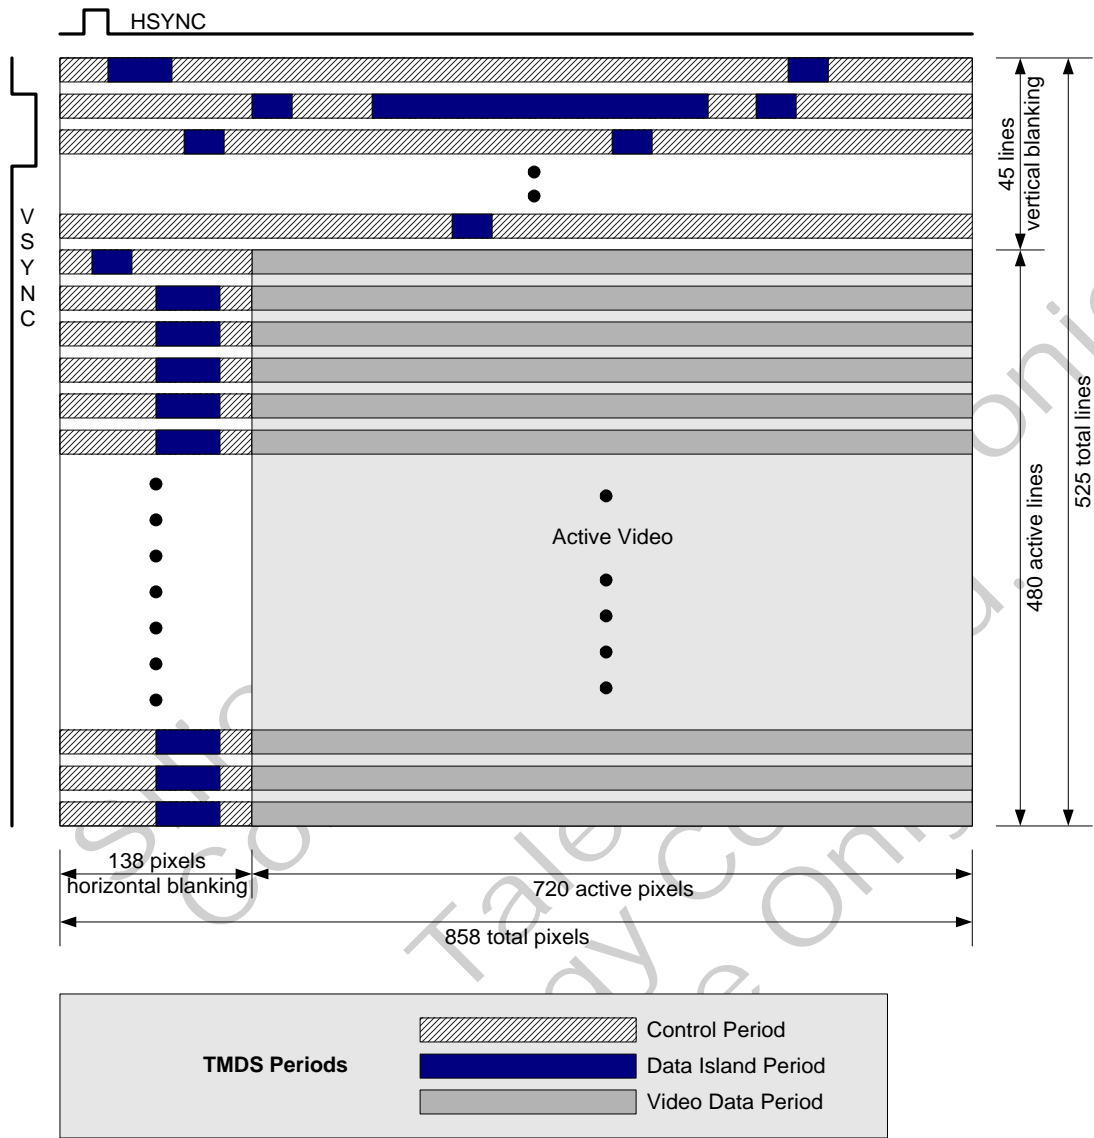 HSYNC
VSYNC
45 lines
vertical blanking
525 total lines
480 active lines
Active Video
138 pixels
horizontal blanking
720 active pixels
858 total pixels
TMDS Periods
Control Period
Data Island Period
Video Data Period